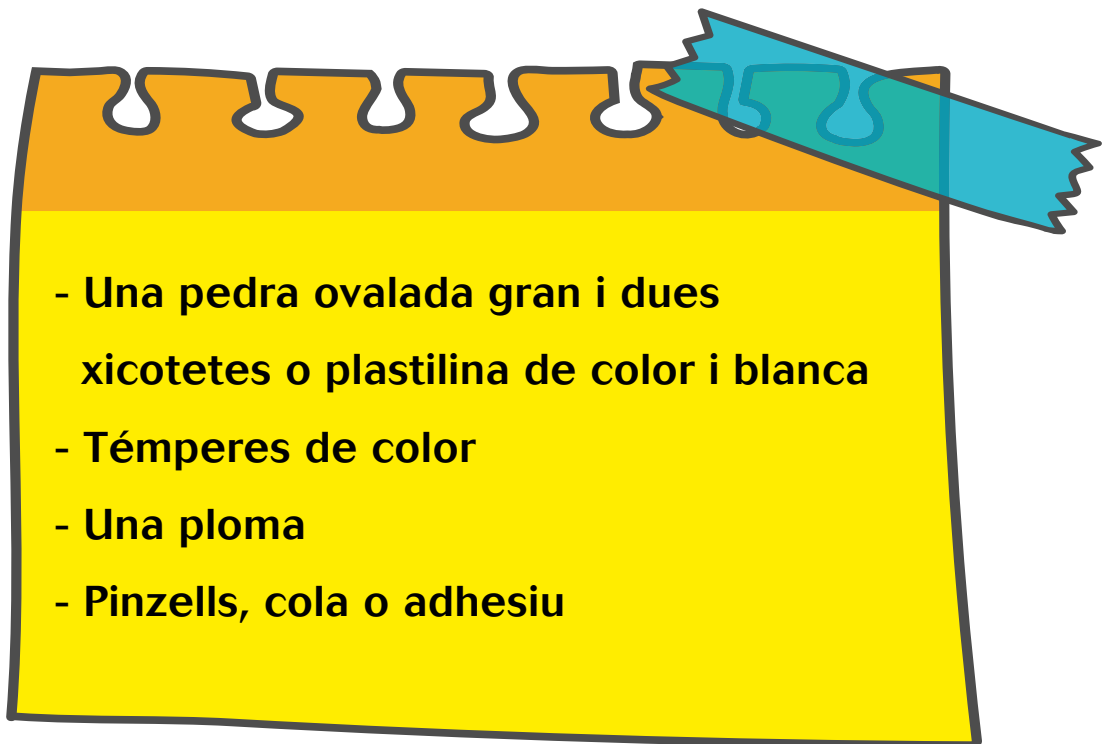 - Una pedra ovalada gran i dues
xicotetes o plastilina de color i blanca
- Témperes de color
- Una ploma
- Pinzells, cola o adhesiu